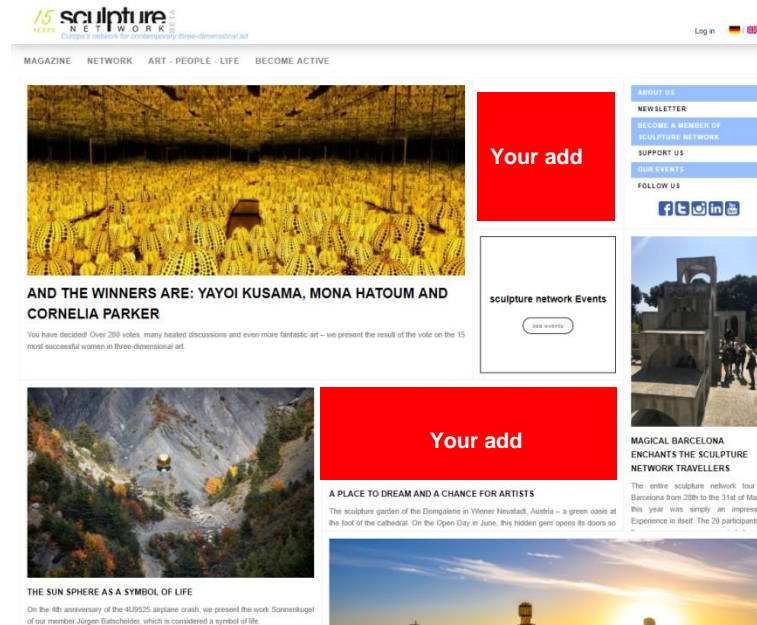 15 YEARS sculpture NETWORK BETA
Europe's network for contemporary three-dimensional art
Log in
MAGAZINE NETWORK ART - PEOPLE - LIFE BECOME ACTIVE
Your add
ABOUT US
NEWSLETTER
BECOME A MEMBER OF
SCULPTURE NETWORK
SUPPORT US
OUR EVENTS
FOLLOW US
sculpture network Events
see events
AND THE WINNERS ARE: YAYOI KUSAMA, MONA HATOUM AND
CORNELIA PARKER
You have decided! Over 280 votes, many heated discussions and even more fantastic art – we present the result of the vote on the 15
most successful women in three-dimensional art.
Your add
MAGICAL BARCELONA
ENCHANTS THE SCULPTURE
NETWORK TRAVELLERS
The entire sculpture network tour
Barcelona from 28th to the 31st of Ma
this year was simply an impress
Experience in itself. The 20 participants
A PLACE TO DREAM AND A CHANCE FOR ARTISTS
The sculpture garden of the Domgalerie in Wiener Neustadt, Austria – a green oasis at
the foot of the cathedral. On the Open Day in June, this hidden gem opens its doors so
THE SUN SPHERE AS A SYMBOL OF LIFE
On the 4th anniversary of the 4U9525 airplane crash, we present the work Sonnenkugel
of our member Jürgen Batscheider, which is considered a symbol of life.